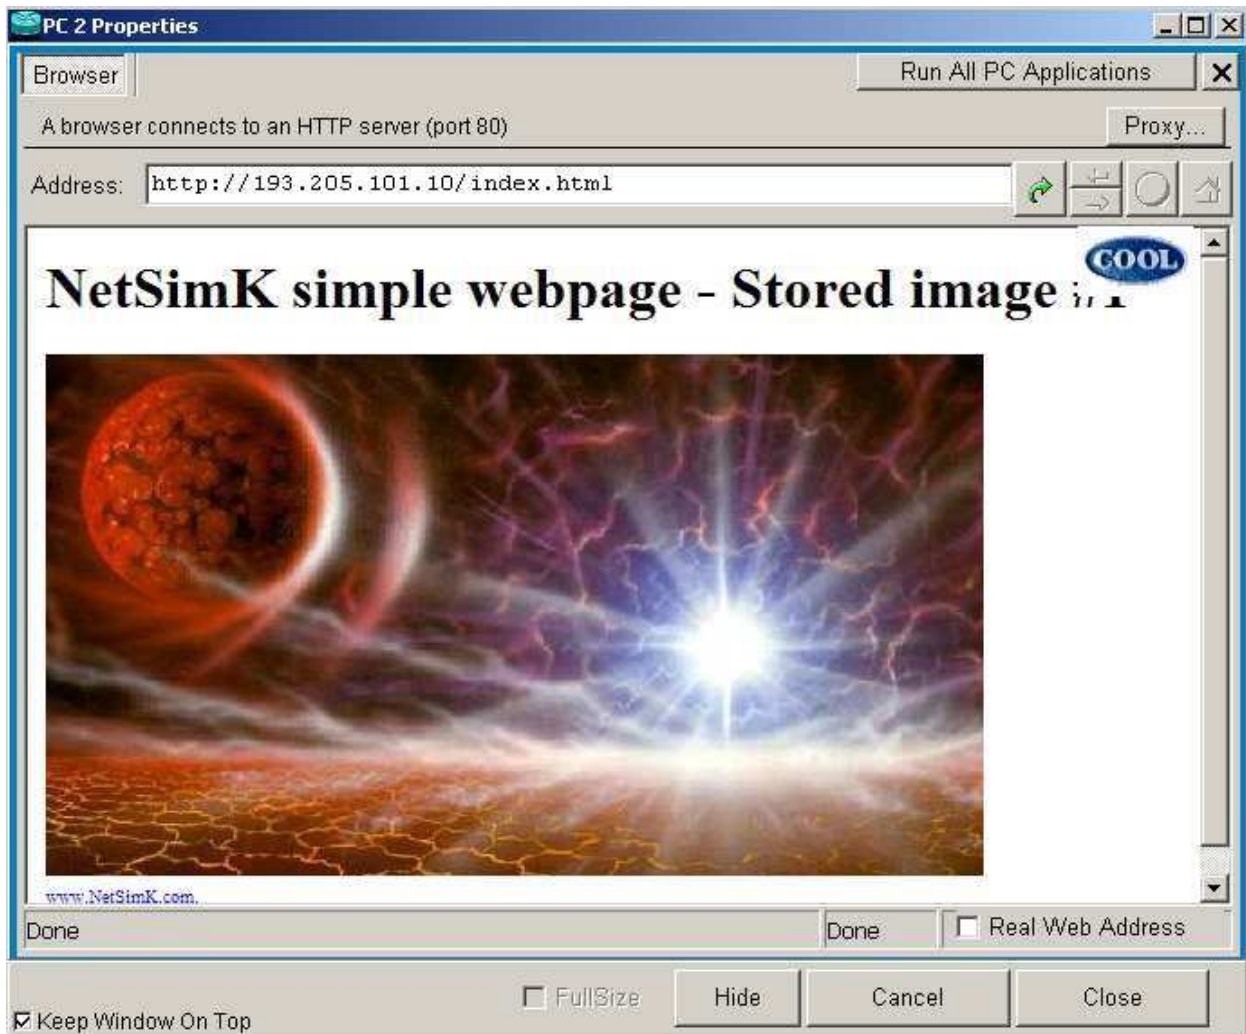 PC 2 Properties
Browser
Run All PC Applications
A browser connects to an HTTP server (port 80)
Proxy...
Address:
http://193.205.101.10/index.html
COOL
NetSimK simple webpage - Stored image
www.NetSimK.com.
Done
Done
Real Web Address
FullSize
Hide
Cancel
Close
Keep Window On Top